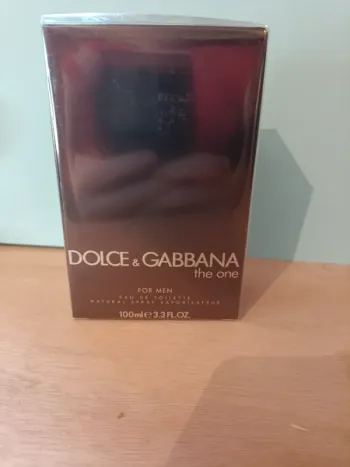 DOLCE & GABBANA
the one
FOR MEN
EAU DE TOILETTE
NATURAL SPRAY VAPORISATEUR
100ml℮3.3 FL.OZ.